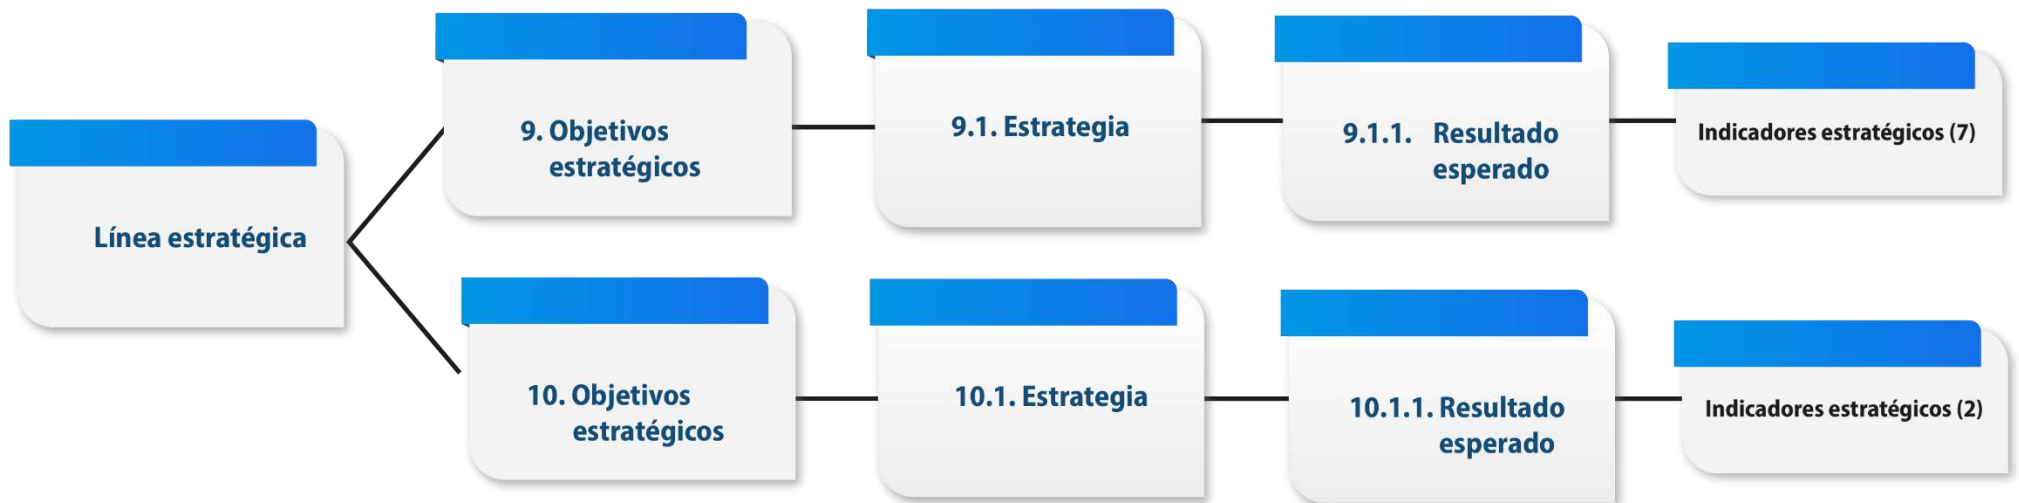 Línea estratégica
9. Objetivos
estratégicos
9.1. Estrategia
9.1.1. Resultado
esperado
Indicadores estratégicos (7)
10. Objetivos
estratégicos
10.1. Estrategia
10.1.1. Resultado
esperado
Indicadores estratégicos (2)